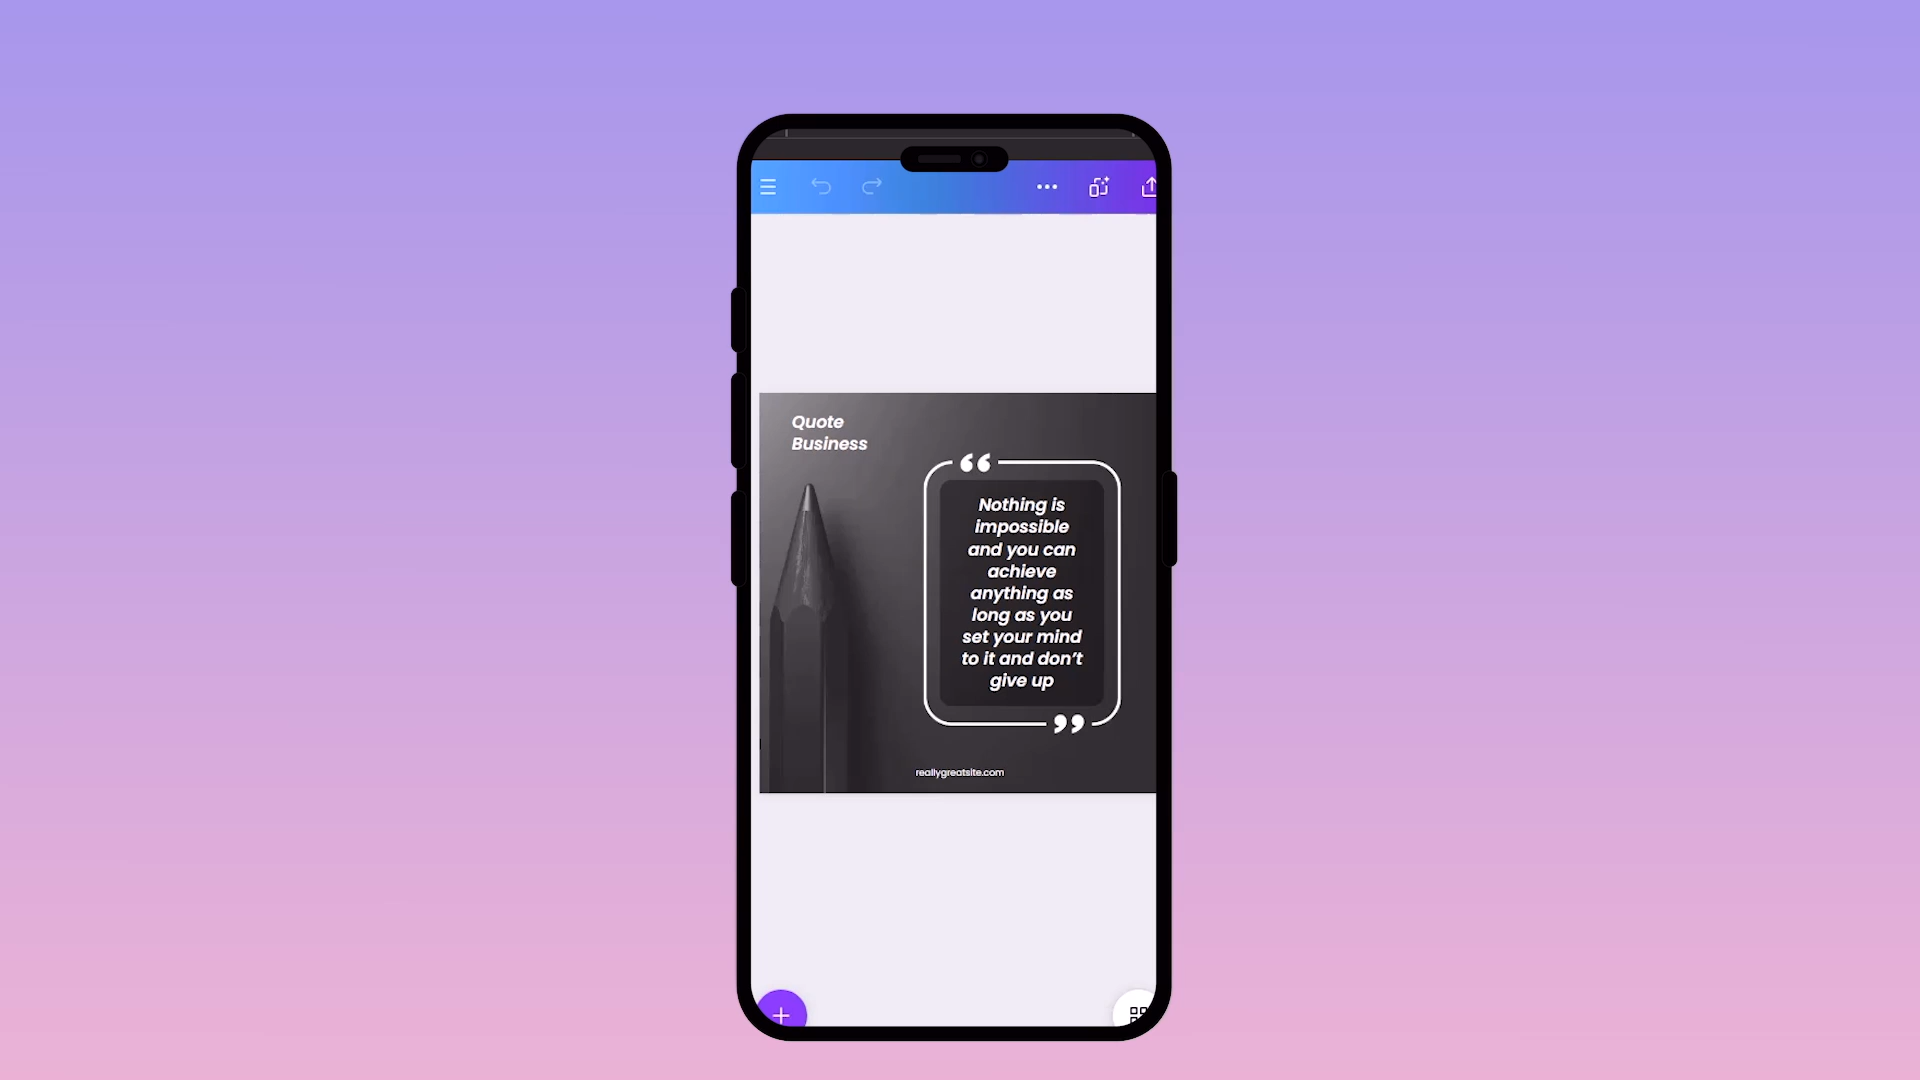 Quote
Business
Nothing is
impossible
and you can
achieve
anything as
long as you
set your mind
to it and don’t
give up
reallygreatsite.com